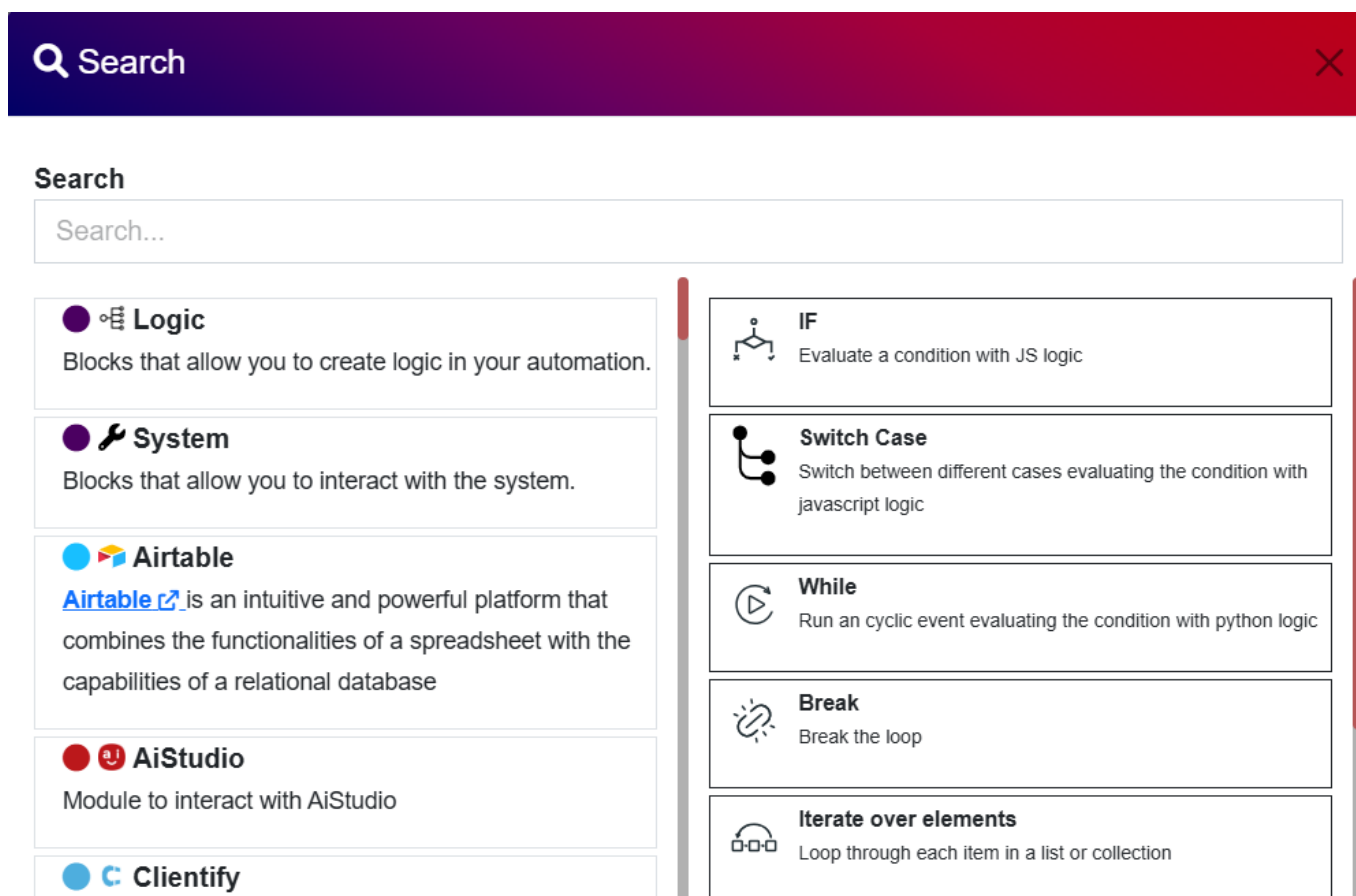 Search
Search
Search...
Logic
Blocks that allow you to create logic in your automation.
System
Blocks that allow you to interact with the system.
Airtable
Airtable is an intuitive and powerful platform that
combines the functionalities of a spreadsheet with the
capabilities of a relational database
AiStudio
Module to interact with AiStudio
Clientify
IF
Evaluate a condition with JS logic
Switch Case
Switch between different cases evaluating the condition with
javascript logic
While
Run an cyclic event evaluating the condition with python logic
Break
Break the loop
Iterate over elements
Loop through each item in a list or collection